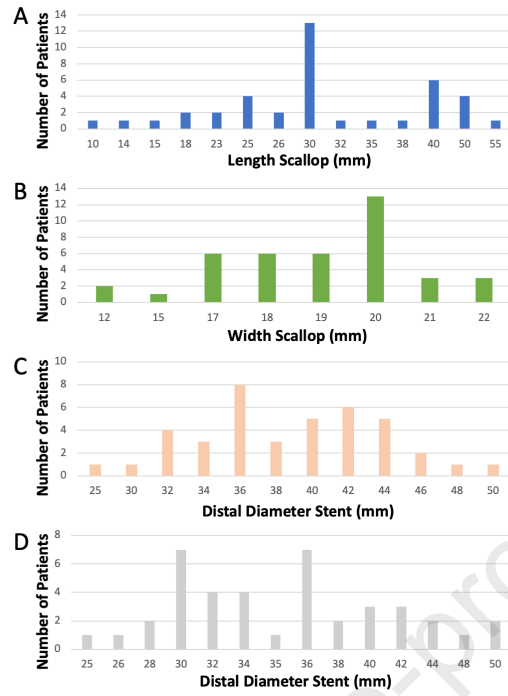 A
Number of Patients
14
12
10
8
6
4
2
0
10 14 15 18 23 25 26 30 32 35 38 40 50 55
Length Scallop (mm)
B
Number of Patients
14
12
10
8
6
4
2
0
12 15 17 18 19 20 21 22
Width Scallop (mm)
C
Number of Patients
10
8
6
4
2
0
25 30 32 34 36 38 40 42 44 46 48 50
Distal Diameter Stent (mm)
D
Number of Patients
8
6
4
2
0
25 26 28 30 32 34 35 36 38 40 42 44 48 50
Distal Diameter Stent (mm)
-pro